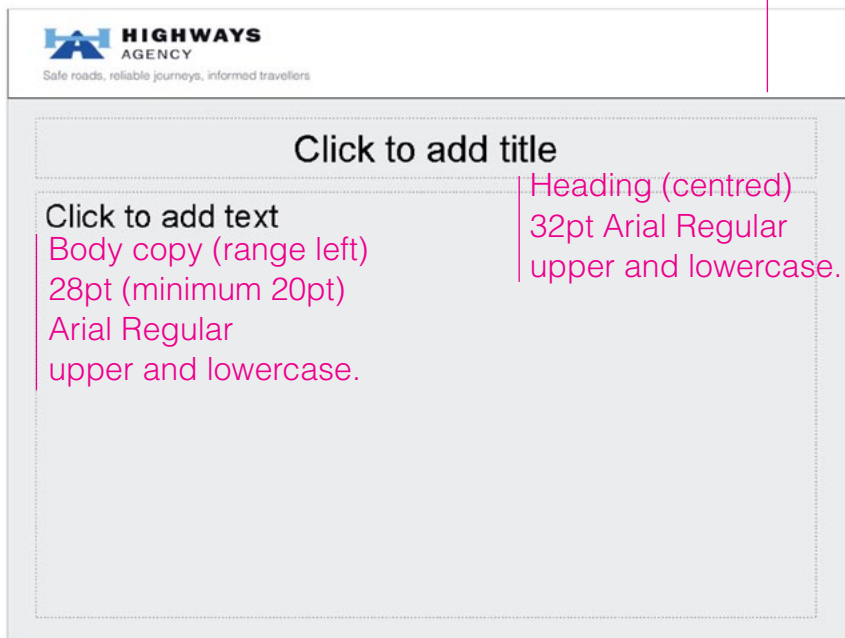 HIGHWAYS
AGENCY
Safe roads, reliable journeys, informed travellers
Click to add title
Heading (centred)
32pt Arial Regular
upper and lowercase.
Click to add text
Body copy (range left)
28pt (minimum 20pt)
Arial Regular
upper and lowercase.